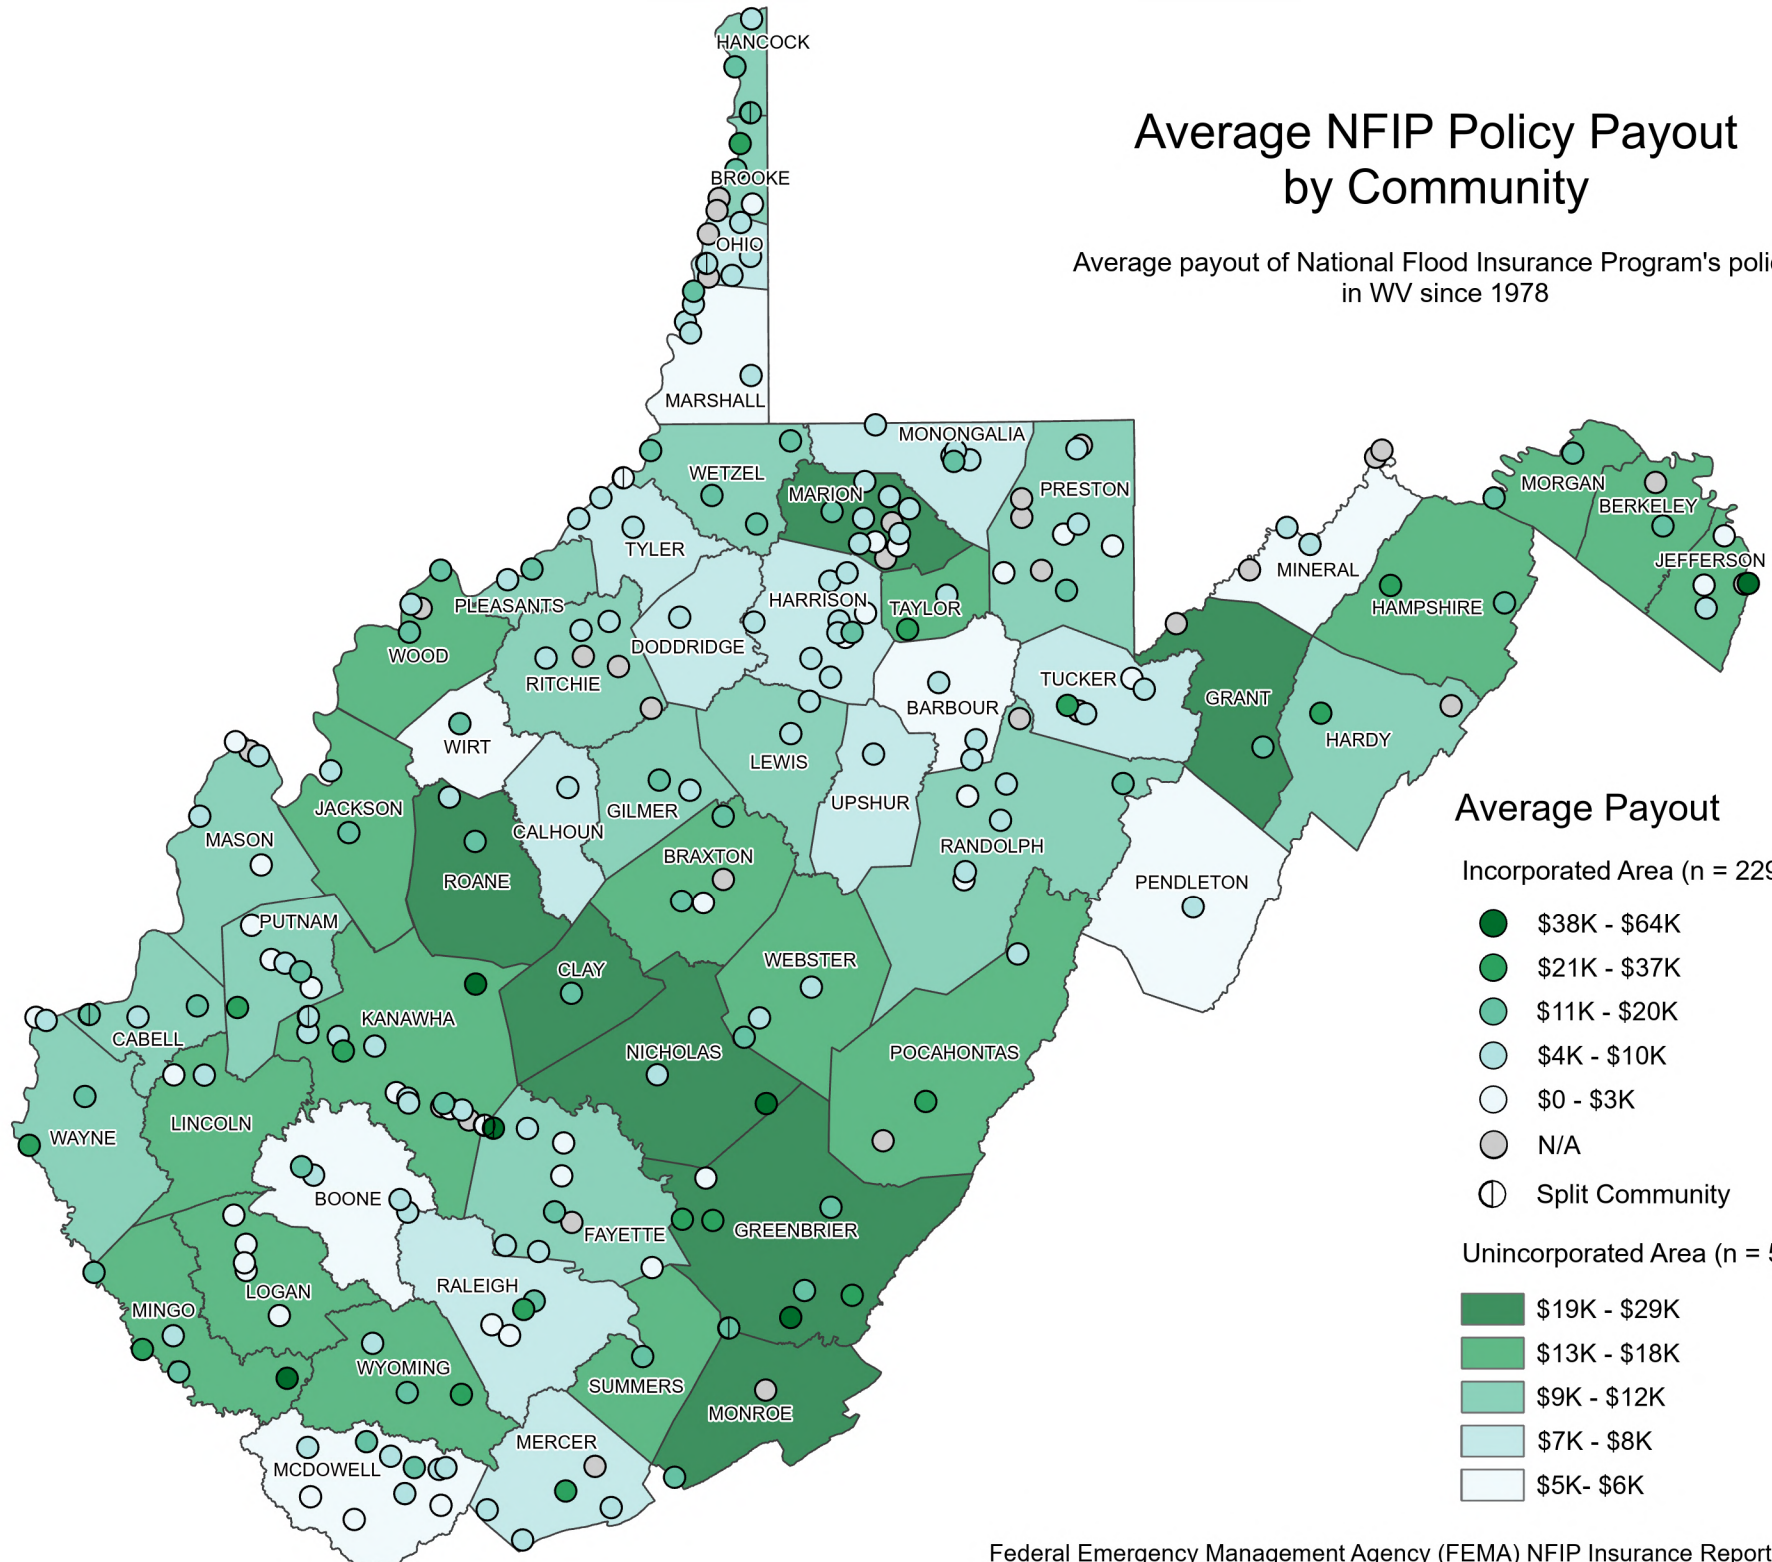 Average NFIP Policy Payout
by Community
Average payout of National Flood Insurance Program's poli
in WV since 1978
HANCOCK
BROOKE
OHIO
MARSHALL
MONONGALIA
WETZEL
MARION
PRESTON
MORGAN
BERKELEY
JEFFERSON
TYLER
MINERAL
HAMPSHIRE
PLEASANTS
HARRISON
TAYLOR
DODDRIDGE
WOOD
RITCHIE
TUCKER
GRANT
BARBOUR
HARDY
WIRT
LEWIS
UPSHUR
JACKSON
GILMER
CALHOUN
MASON
RANDOLPH
BRAXTON
ROANE
PENDLETON
PUTNAM
WEBSTER
CLAY
KANAWHA
CABELL
NICHOLAS
POCAHONTAS
LINCOLN
WAYNE
BOONE
FAYETTE
GREENBRIER
RALEIGH
LOGAN
MINGO
WYOMING
SUMMERS
MONROE
MERCER
MCDOWELL
Average Payout
Incorporated Area (n = 229
$38K - $64K
$21K - $37K
$11K - $20K
$4K - $10K
$0 - $3K
N/A
Split Community
Unincorporated Area (n = 5
$19K - $29K
$13K - $18K
$9K - $12K
$7K - $8K
$5K- $6K
Federal Emergency Management Agency (FEMA) NFIP Insurance Report